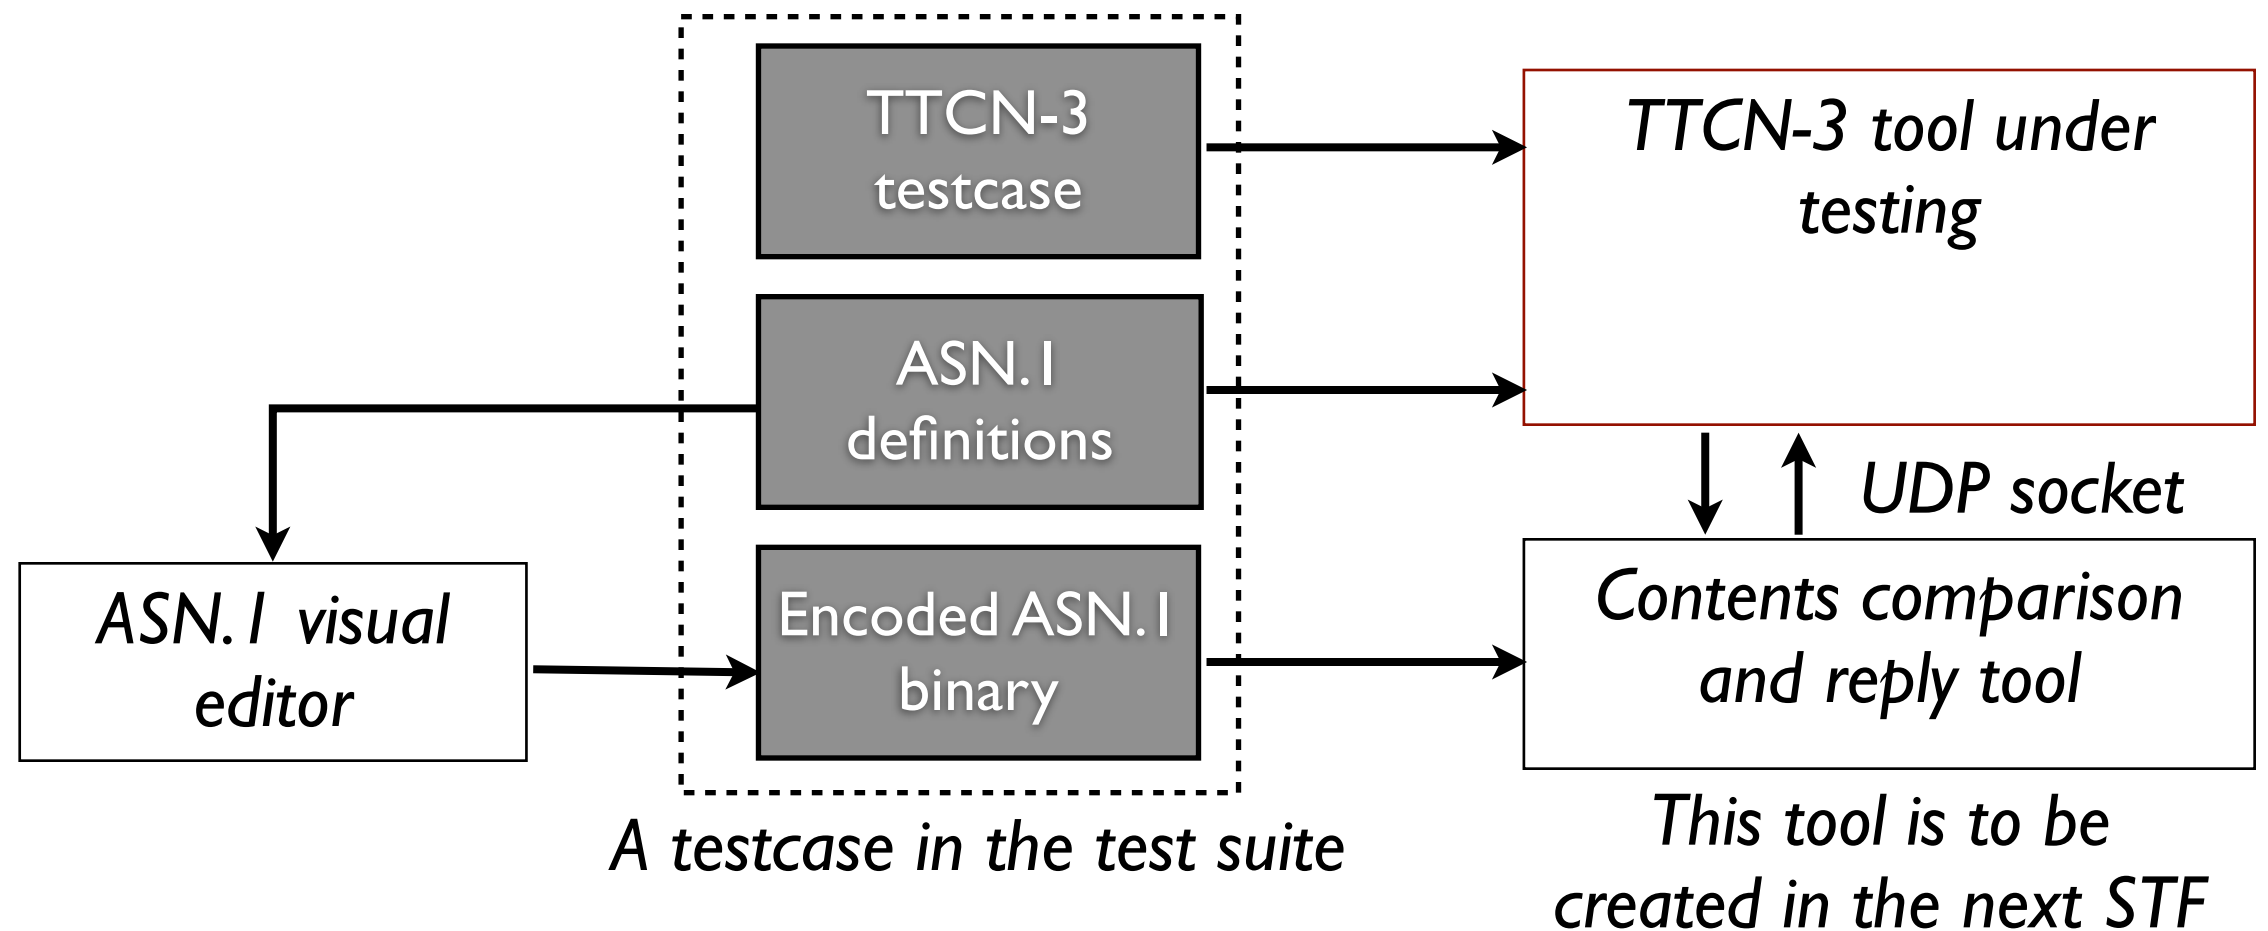 TTCN-3
testcase
TTCN-3 tool under
testing
ASN.1
definitions
UDP socket
ASN.1 visual
editor
Encoded ASN.1
binary
Contents comparison
and reply tool
A testcase in the test suite
This tool is to be
created in the next STF